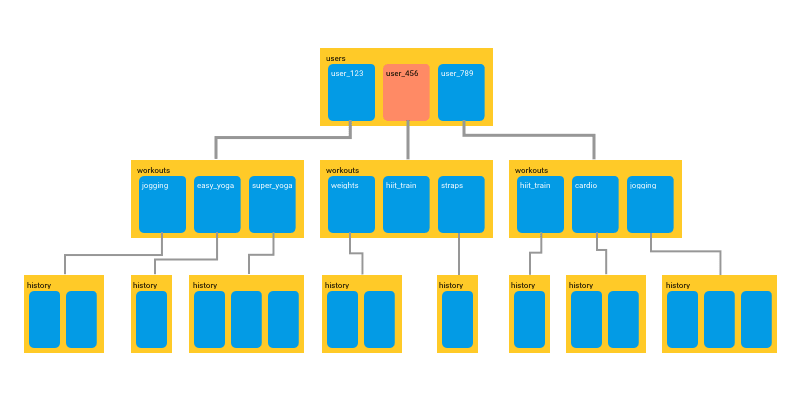 users
user_123 user_456 user_789
workouts workouts workouts
jogging easy_yoga super_yoga weights hiit_train straps hiit_train cardio jogging
history history history history history history history history